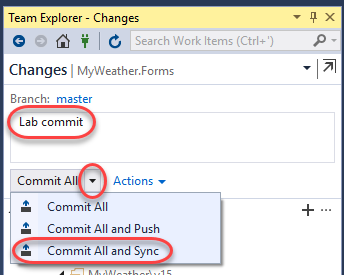 Team Explorer - Changes
Search Work Items (Ctrl+')
Changes | MyWeather.Forms
Branch: master
Lab commit
Commit All
Actions
Commit All
Commit All and Push
Commit All and Sync
MyWeather\v15